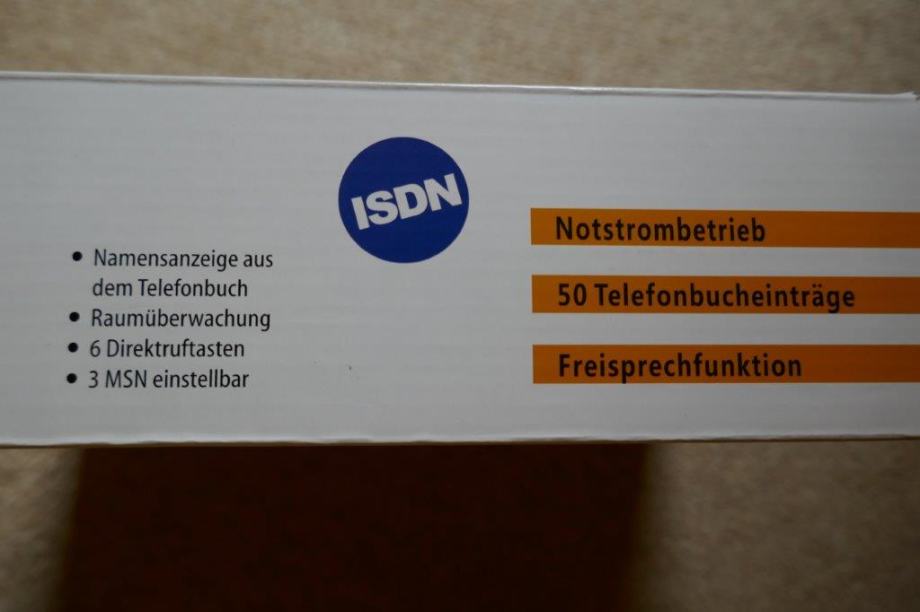 ISDN
• Namensanzeige aus
dem Telefonbuch
• Raumüberwachung
• 6 Direktruftasten
• 3 MSN einstellbar
Notstrombetrieb
50 Telefonbucheinträge
Freisprechfunktion